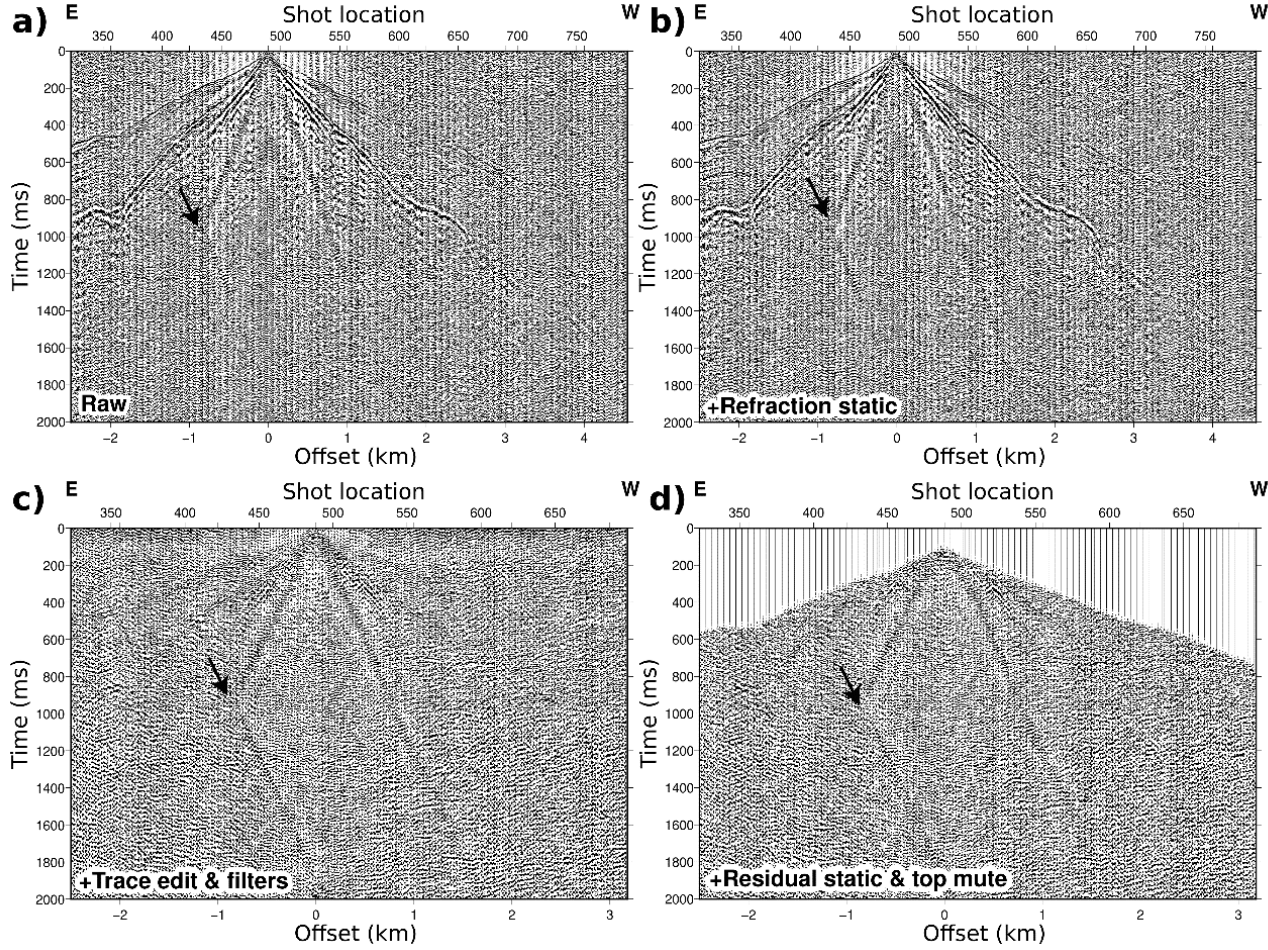 a) E Shot location W
350 400 450 500 550 600 650 700 750
0
200
400
600
800
1000
1200
1400
1600
1800
2000
Time (ms)
Raw
−2 −1 0 1 2 3 4
Offset (km)
b) E Shot location W
350 400 450 500 550 600 650 700 750
0
200
400
600
800
1000
1200
1400
1600
1800
2000
Time (ms)
+Refraction static
−2 −1 0 1 2 3 4
Offset (km)
c) E Shot location W
350 400 450 500 550 600 650
0
200
400
600
800
1000
1200
1400
1600
1800
2000
Time (ms)
+Trace edit & filters
−2 −1 0 1 2 3
Offset (km)
d) E Shot location W
350 400 450 500 550 600 650
0
200
400
600
800
1000
1200
1400
1600
1800
2000
Time (ms)
+Residual static & top mute
−2 −1 0 1 2 3
Offset (km)